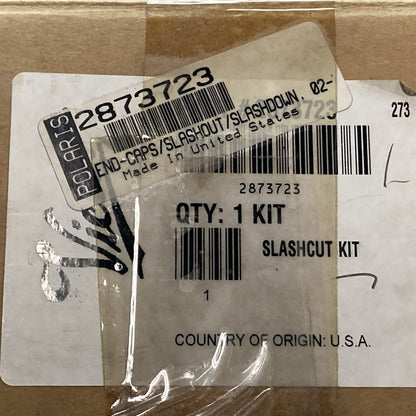 POLARIS
2873723
END-CAPS/SLASHOUT/SLASHDOWN, 02-
Made In United States
723
273
2873723
QTY: 1 KIT
SLASHCUT KIT
1
COUNTRY OF ORIGIN: U.S.A.